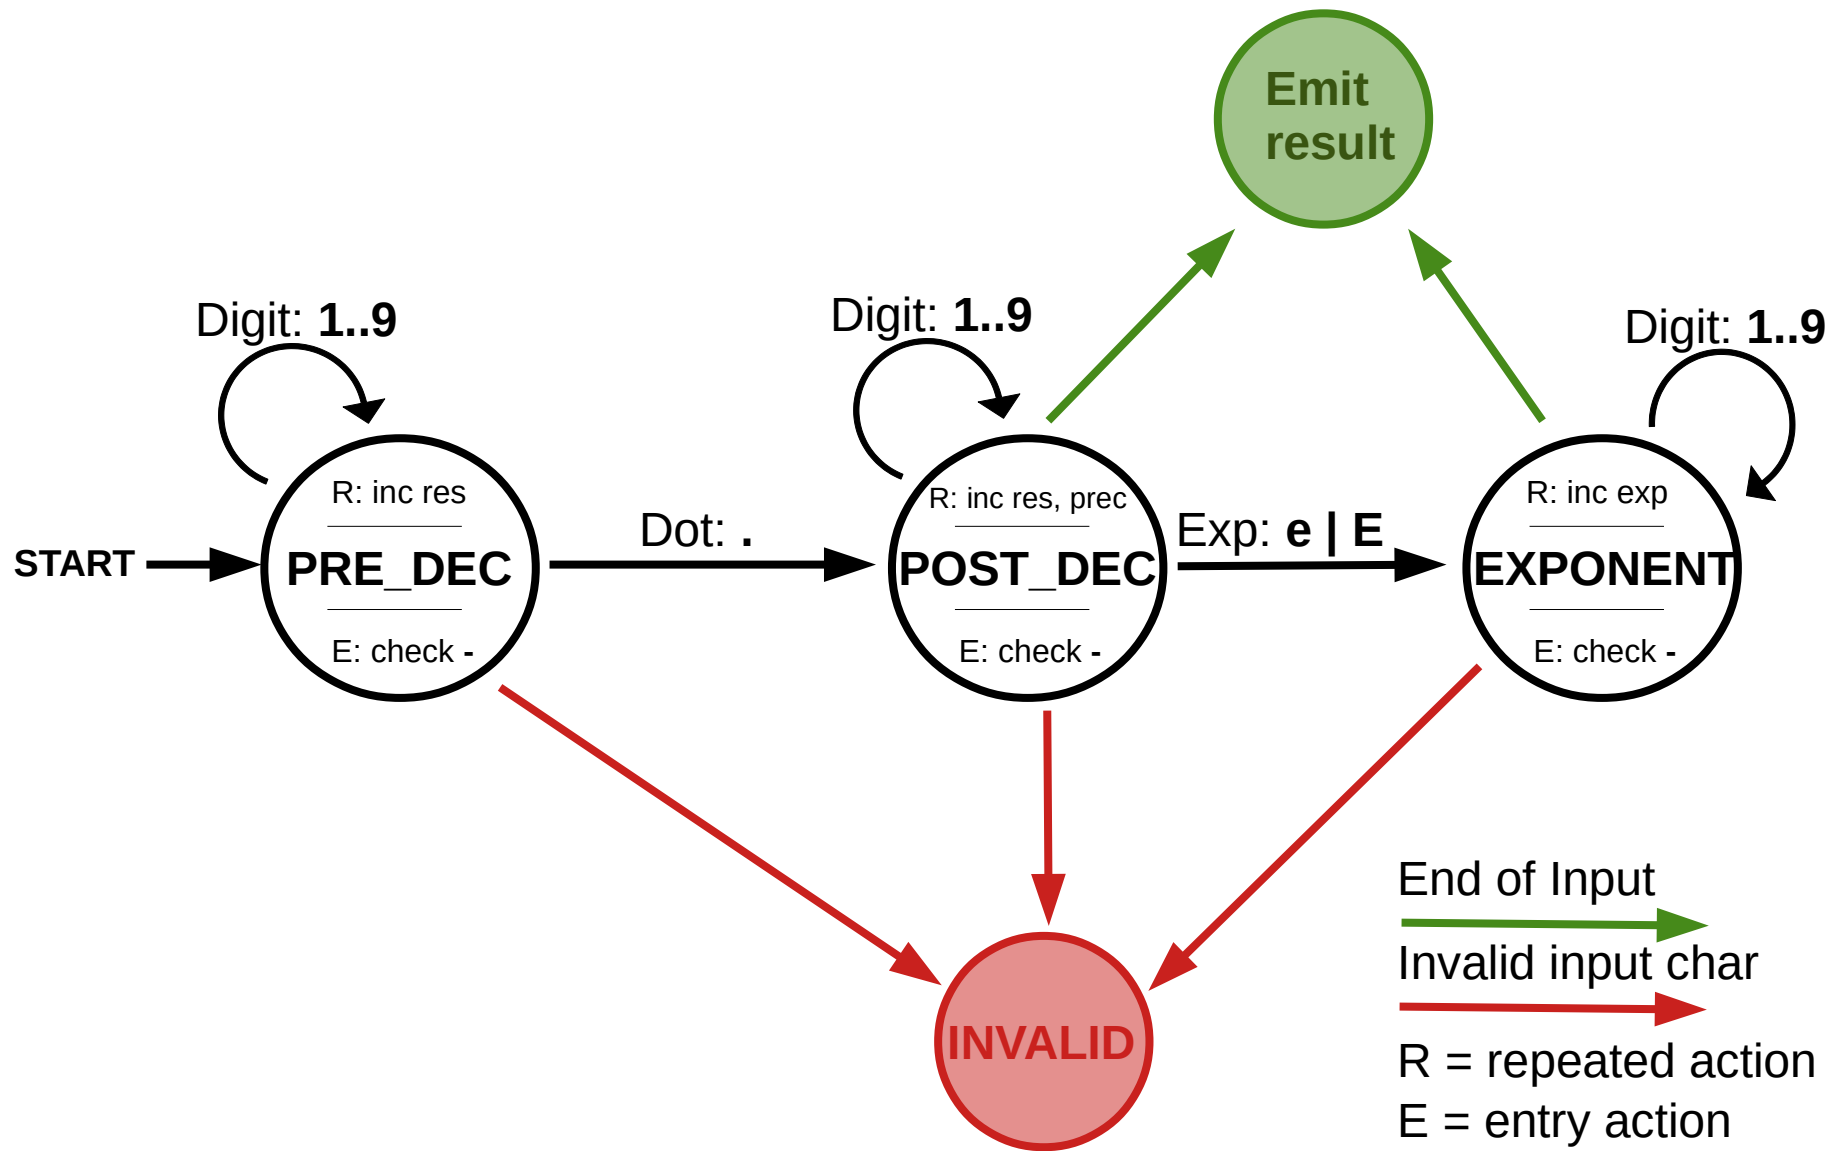 Emit
result
Digit: 1..9
Digit: 1..9
Digit: 1..9
R: inc res
R: inc res, prec
R: inc exp
Dot: .
Exp: e | E
START
PRE_DEC
POST_DEC
EXPONENT
E: check -
E: check -
E: check -
INVALID
End of Input
Invalid input char
R = repeated action
E = entry action